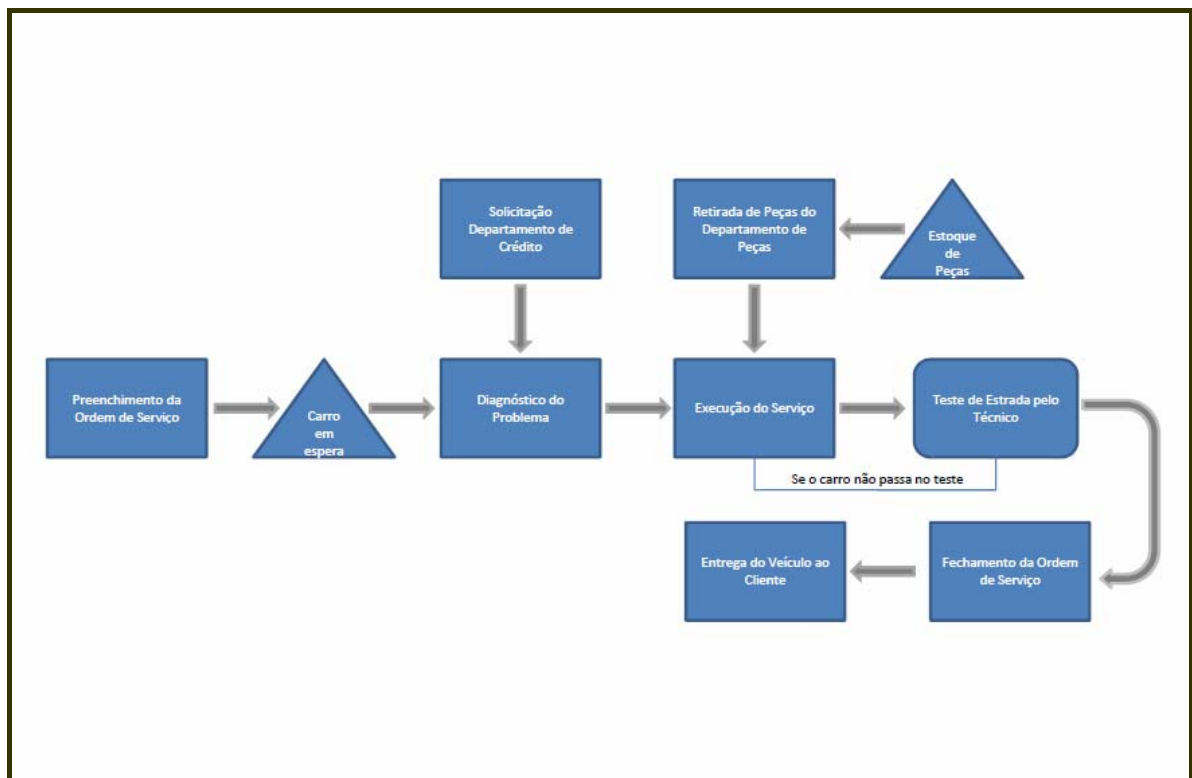 Solicitação
Departamento de
Crédito
Retirada de Peças do
Departamento de
Peças
Estoque
de
Peças
Preenchimento da
Ordem de Serviço
Carro
em
espera
Diagnóstico do
Problema
Execução do Serviço
Teste de Estrada pelo
Técnico
Se o carro não passa no teste
Entrega do Veículo ao
Cliente
Fechamento da Ordem
de Serviço